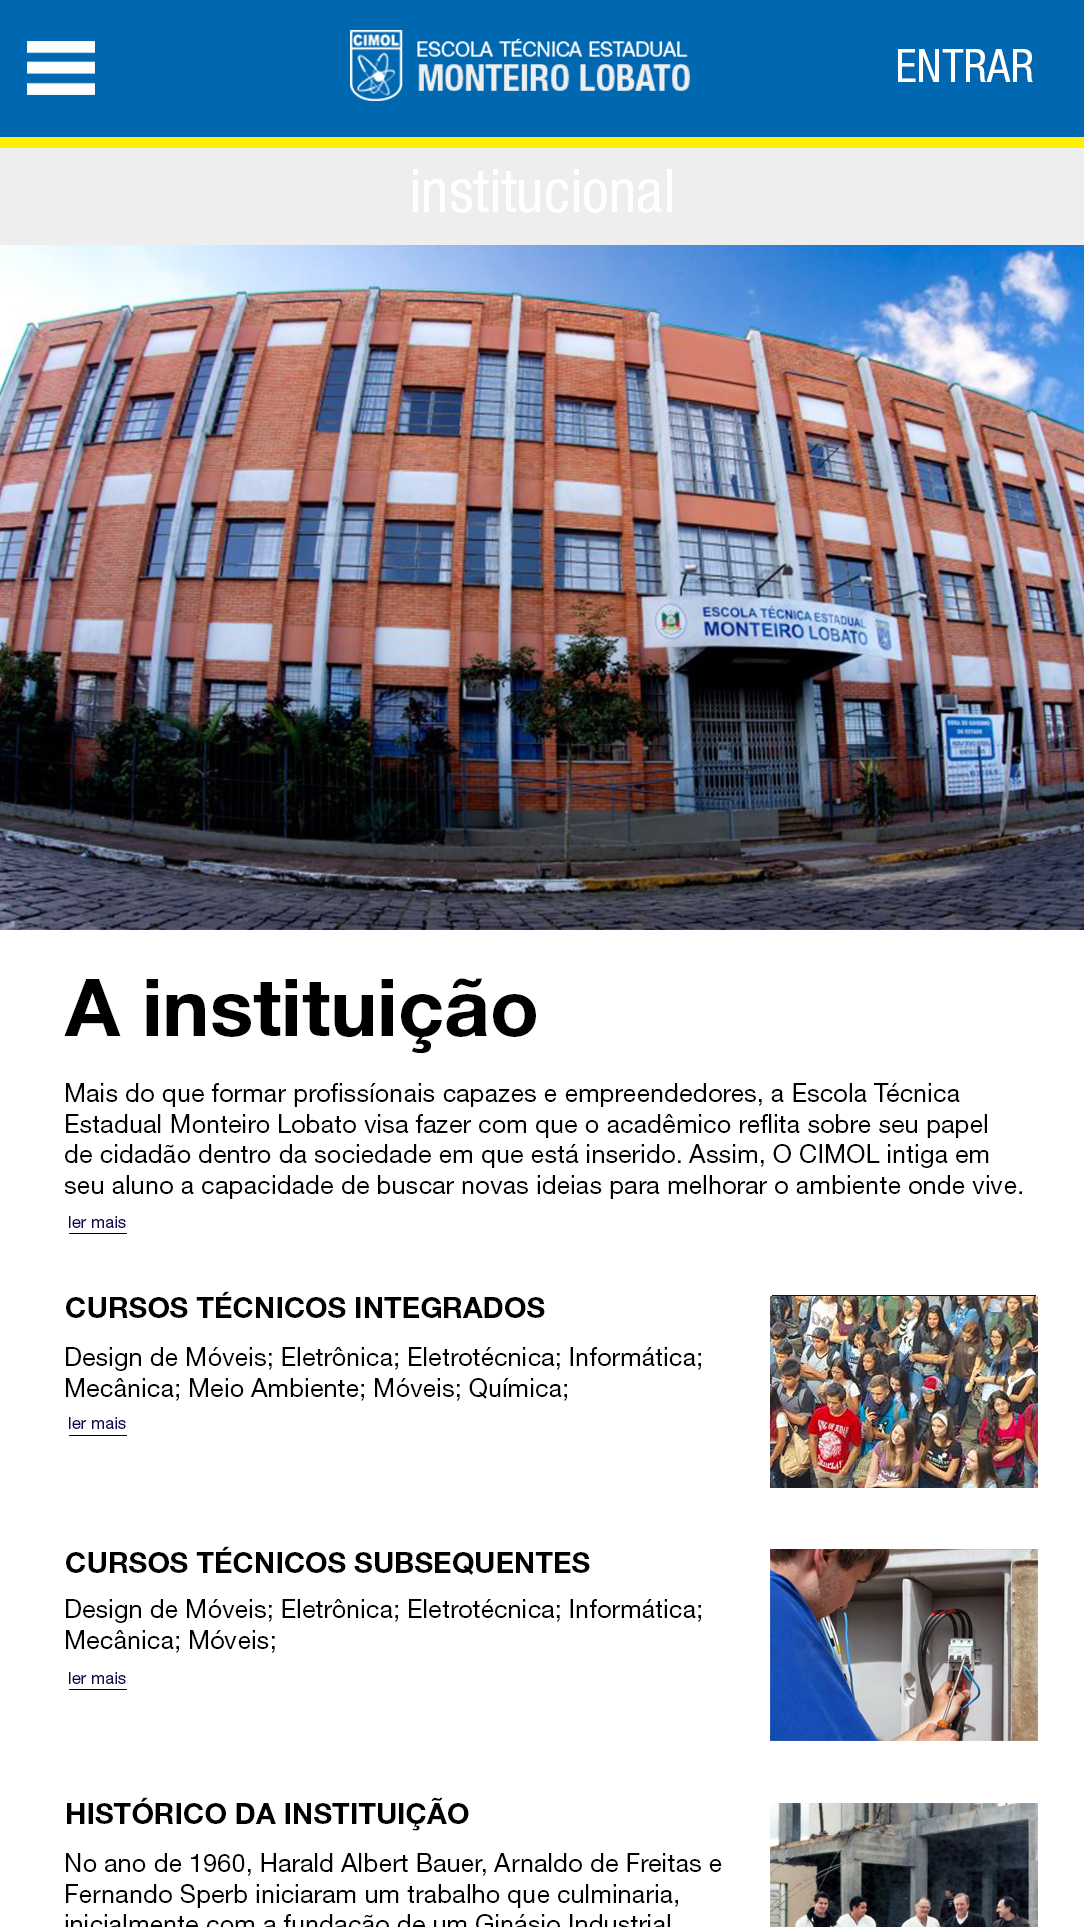 CIMOL
ESCOLA TÉCNICA ESTADUAL
MONTEIRO LOBATO
ENTRAR
institucional
ESCOLA TÉCNICA ESTADUAL
MONTEIRO LOBATO
A instituição
Mais do que formar profissíonais capazes e empreendedores, a Escola Técnica
Estadual Monteiro Lobato visa fazer com que o acadêmico reflita sobre seu papel
de cidadão dentro da sociedade em que está inserido. Assim, O CIMOL intiga em
seu aluno a capacidade de buscar novas ideias para melhorar o ambiente onde vive.
ler mais
CURSOS TÉCNICOS INTEGRADOS
Design de Móveis; Eletrônica; Eletrotécnica; Informática;
Mecânica; Meio Ambiente; Móveis; Química;
ler mais
CURSOS TÉCNICOS SUBSEQUENTES
Design de Móveis; Eletrônica; Eletrotécnica; Informática;
Mecânica; Móveis;
ler mais
HISTÓRICO DA INSTITUIÇÃO
No ano de 1960, Harald Albert Bauer, Arnaldo de Freitas e
Fernando Sperb iniciaram um trabalho que culminaria,
inicialmente com a fundação de um Ginásio Industrial